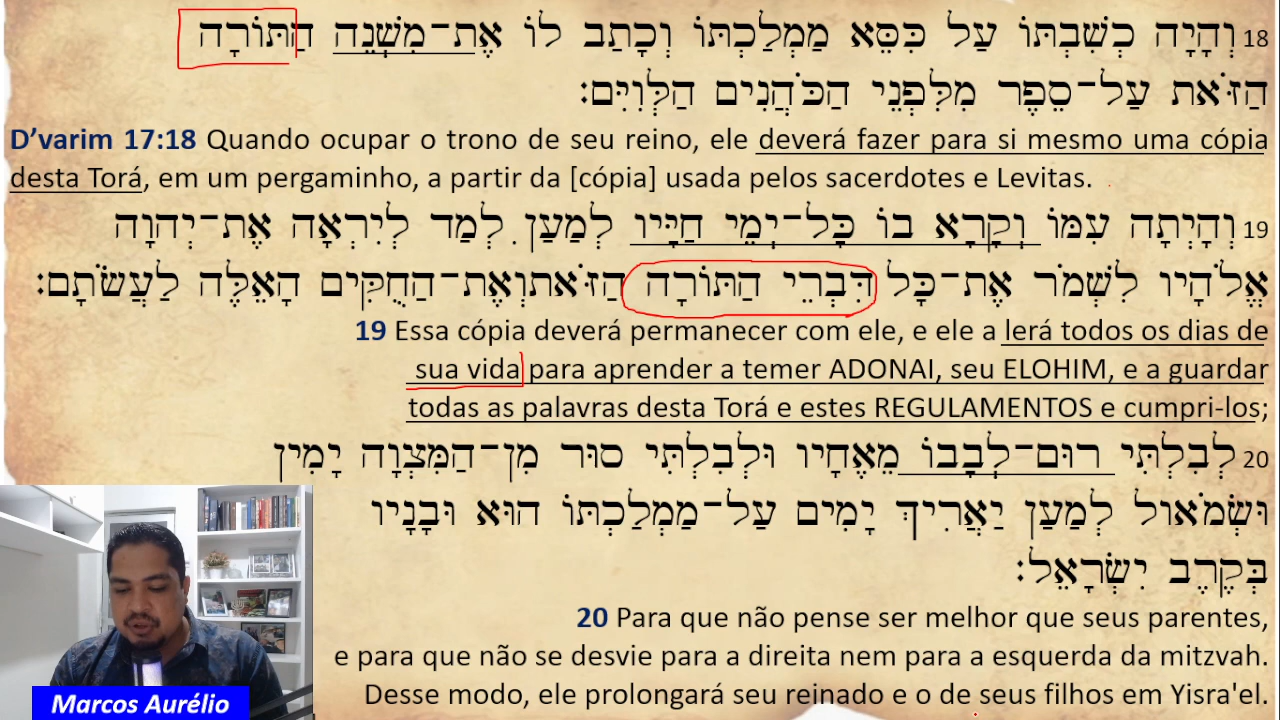 18 וְהָיָה כְשִׁבְתּוֹ עַל כִּסֵּא מַמְלַכְתּוֹ וְכָתַב לוֹ אֶת־מִשְׁנֵה הַתּוֹרָה
הַזֹּאת עַל־סֵפֶר מִלִּפְנֵי הַכֹּהֲנִים הַלְוִיִּם׃
D’varim 17:18 Quando ocupar o trono de seu reino, ele deverá fazer para si mesmo uma cópia
desta Torá, em um pergaminho, a partir da [cópia] usada pelos sacerdotes e Levitas.
19 וְהָיְתָה עִמּוֹ וְקָרָא בוֹ כָּל־יְמֵי חַיָּיו לְמַעַן לְמַד לְיִרְאָה אֶת־יְהוָה
אֱלֹהָיו לִשְׁמֹר אֶת־כָּל דִּבְרֵי הַתּוֹרָה הַזֹּאתוְאֶת־הַחֻקִּים הָאֵלֶּה לַעֲשֹׂתָם׃
19 Essa cópia deverá permanecer com ele, e ele a lerá todos os dias de
sua vida para aprender a temer ADONAI, seu ELOHIM, e a guardar
todas as palavras desta Torá e estes REGULAMENTOS e cumpri-los;
20 לְבִלְתִּי רוּם־לְבָבוֹ מֵאֶחָיו וּלְבִלְתִּי סוּר מִן־הַמִּצְוָה יָמִין
וּשְׂמֹאול לְמַעַן יַאֲרִיךְ יָמִים עַל־מַמְלַכְתּוֹ הוּא וּבָנָיו
בְּקֶרֶב יִשְׂרָאֵל׃
20 Para que não pense ser melhor que seus parentes,
e para que não se desvie para a direita nem para a esquerda da mitzvah.
Desse modo, ele prolongará seu reinado e o de seus filhos em Yisra'el.
Marcos Aurélio